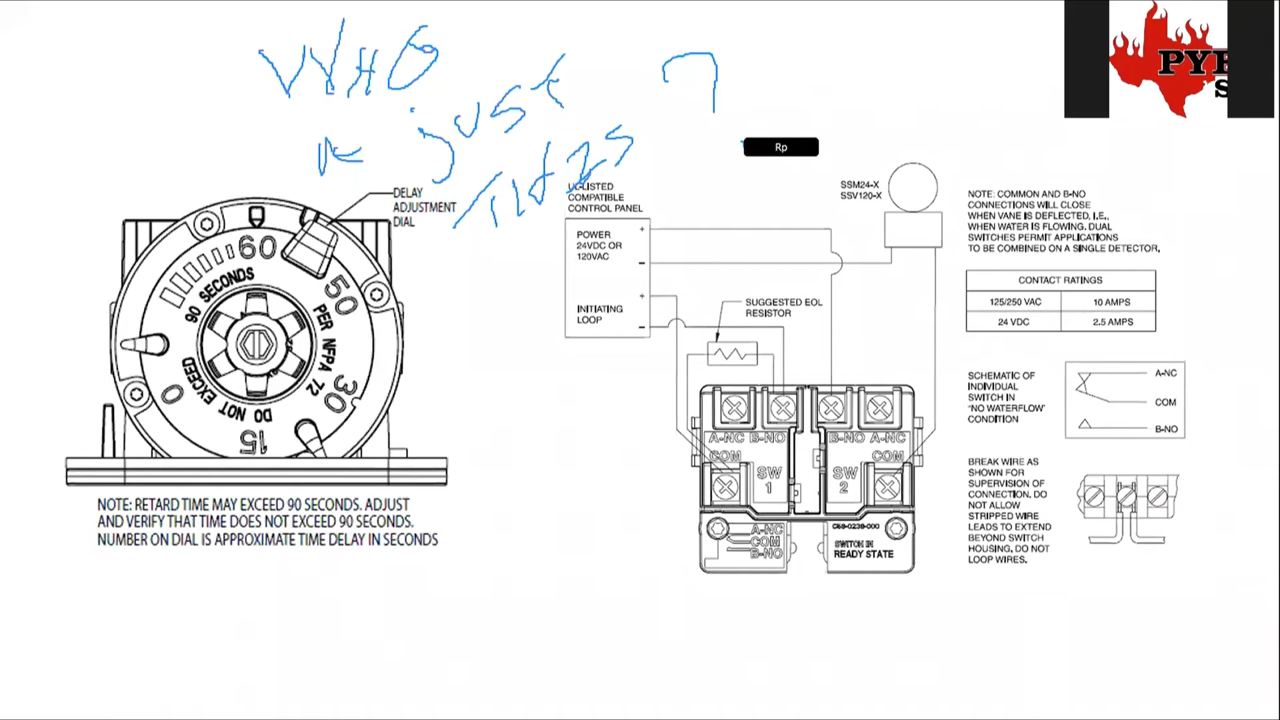 just
PYR
S
Rp
DELAY
ADJUSTMENT
DIAL
60
50
30
15
0
90 SECONDS
PER NFPA 72
DO NOT EXCEED
NOTE: RETARD TIME MAY EXCEED 90 SECONDS. ADJUST
AND VERIFY THAT TIME DOES NOT EXCEED 90 SECONDS.
NUMBER ON DIAL IS APPROXIMATE TIME DELAY IN SECONDS
UL LISTED
COMPATIBLE
CONTROL PANEL
POWER
24VDC OR
120VAC
+
–
INITIATING
LOOP
+
–
SUGGESTED EOL
RESISTOR
SSM24-X
SSV120-X
A-NC B-NO
COM
SW
1
B-NO A-NC
COM
SW
2
A-NC
COM
B-NO
C58-0239-000
SWITCH IN
READY STATE
NOTE: COMMON AND B-NO
CONNECTIONS WILL CLOSE
WHEN VANE IS DEFLECTED, I.E.,
WHEN WATER IS FLOWING. DUAL
SWITCHES PERMIT APPLICATIONS
TO BE COMBINED ON A SINGLE DETECTOR.
CONTACT RATINGS
125/250 VAC 10 AMPS
24 VDC 2.5 AMPS
SCHEMATIC OF
INDIVIDUAL
SWITCH IN
'NO WATERFLOW'
CONDITION
A-NC
COM
B-NO
BREAK WIRE AS
SHOWN FOR
SUPERVISION OF
CONNECTION. DO
NOT ALLOW
STRIPPED WIRE
LEADS TO EXTEND
BEYOND SWITCH
HOUSING. DO NOT
LOOP WIRES.